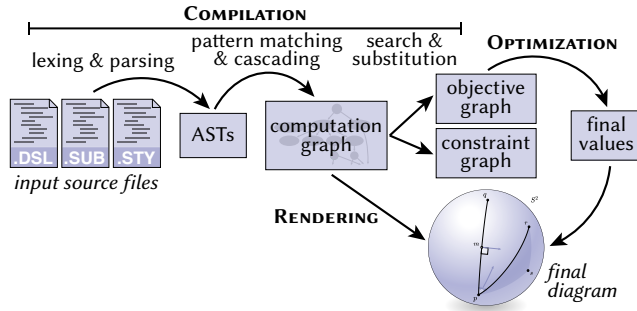 COMPILATION
pattern matching
& cascading
search &
substitution
lexing & parsing
OPTIMIZATION
.DSL
.SUB
.STY
input source files
ASTs
computation
graph
objective
graph
constraint
graph
final
values
RENDERING
q
S²
r
m
s
p
final
diagram